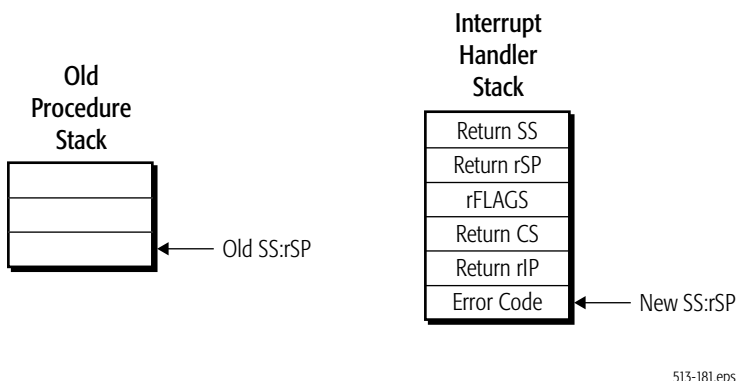 Old
Procedure
Stack
Old SS:rSP
Interrupt
Handler
Stack
Return SS
Return rSP
rFLAGS
Return CS
Return rIP
Error Code
New SS:rSP
513-181.eps